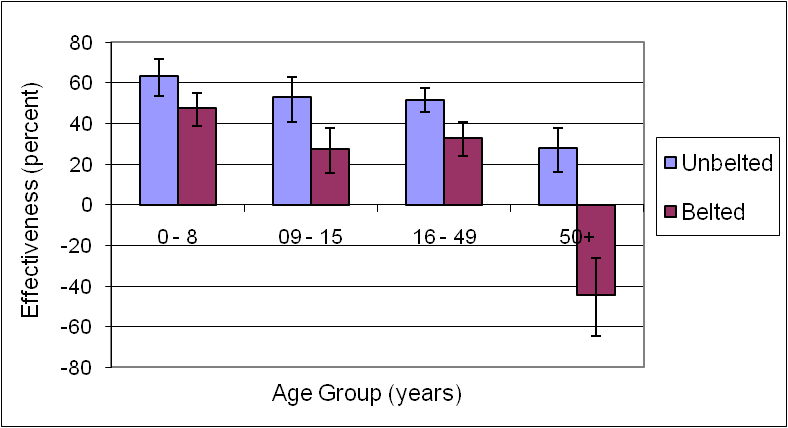 80
60
40
20
0
-20
-40
-60
-80
Effectiveness (percent)
0 - 8 09 - 15 16 - 49 50+
Age Group (years)
Unbelted
Belted